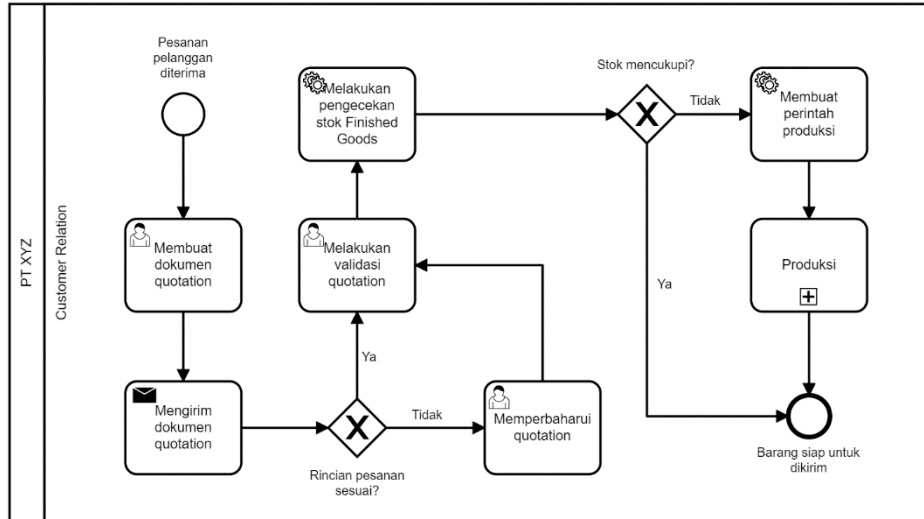 PT XYZ
Customer Relation
Pesanan
pelanggan
diterima
Membuat
dokumen
quotation
Mengirim
dokumen
quotation
Rincian pesanan
sesuai?
Ya
Tidak
Memperbaharui
quotation
Melakukan
validasi
quotation
Melakukan
pengecekan
stok Finished
Goods
Stok mencukupi?
Tidak
Ya
Membuat
perintah
produksi
Produksi
Barang siap untuk
dikirim